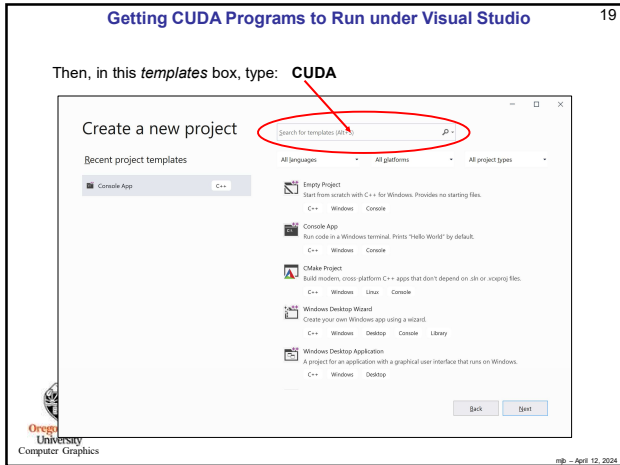 Getting CUDA Programs to Run under Visual Studio
19
Then, in this templates box, type: CUDA
Create a new project
Search for templates (Alt+S)
Recent project templates
All languages All platforms All project types
Console App C++
Empty Project
Start from scratch with C++ for Windows. Provides no starting files.
C++ Windows Console
Console App
Run code in a Windows terminal. Prints "Hello World" by default.
C++ Windows Console
CMake Project
Build modern, cross-platform C++ apps that don't depend on .sln or .vcxproj files.
C++ Windows Linux Console
Windows Desktop Wizard
Create your own Windows app using a wizard.
C++ Windows Desktop Console Library
Windows Desktop Application
A project for an application with a graphical user interface that runs on Windows.
C++ Windows Desktop
Back Next
University
Computer Graphics
mjb – April 12, 2024